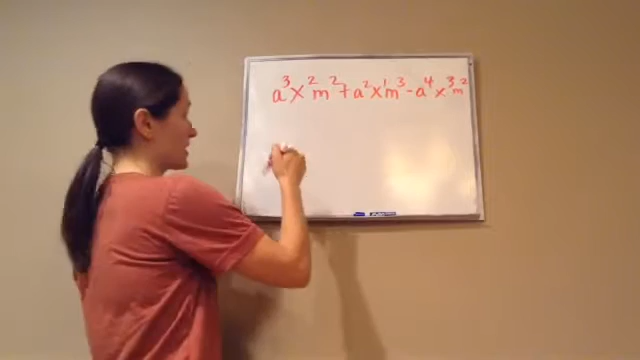 a³x²m² + a²x¹m³ - a⁴x³m²